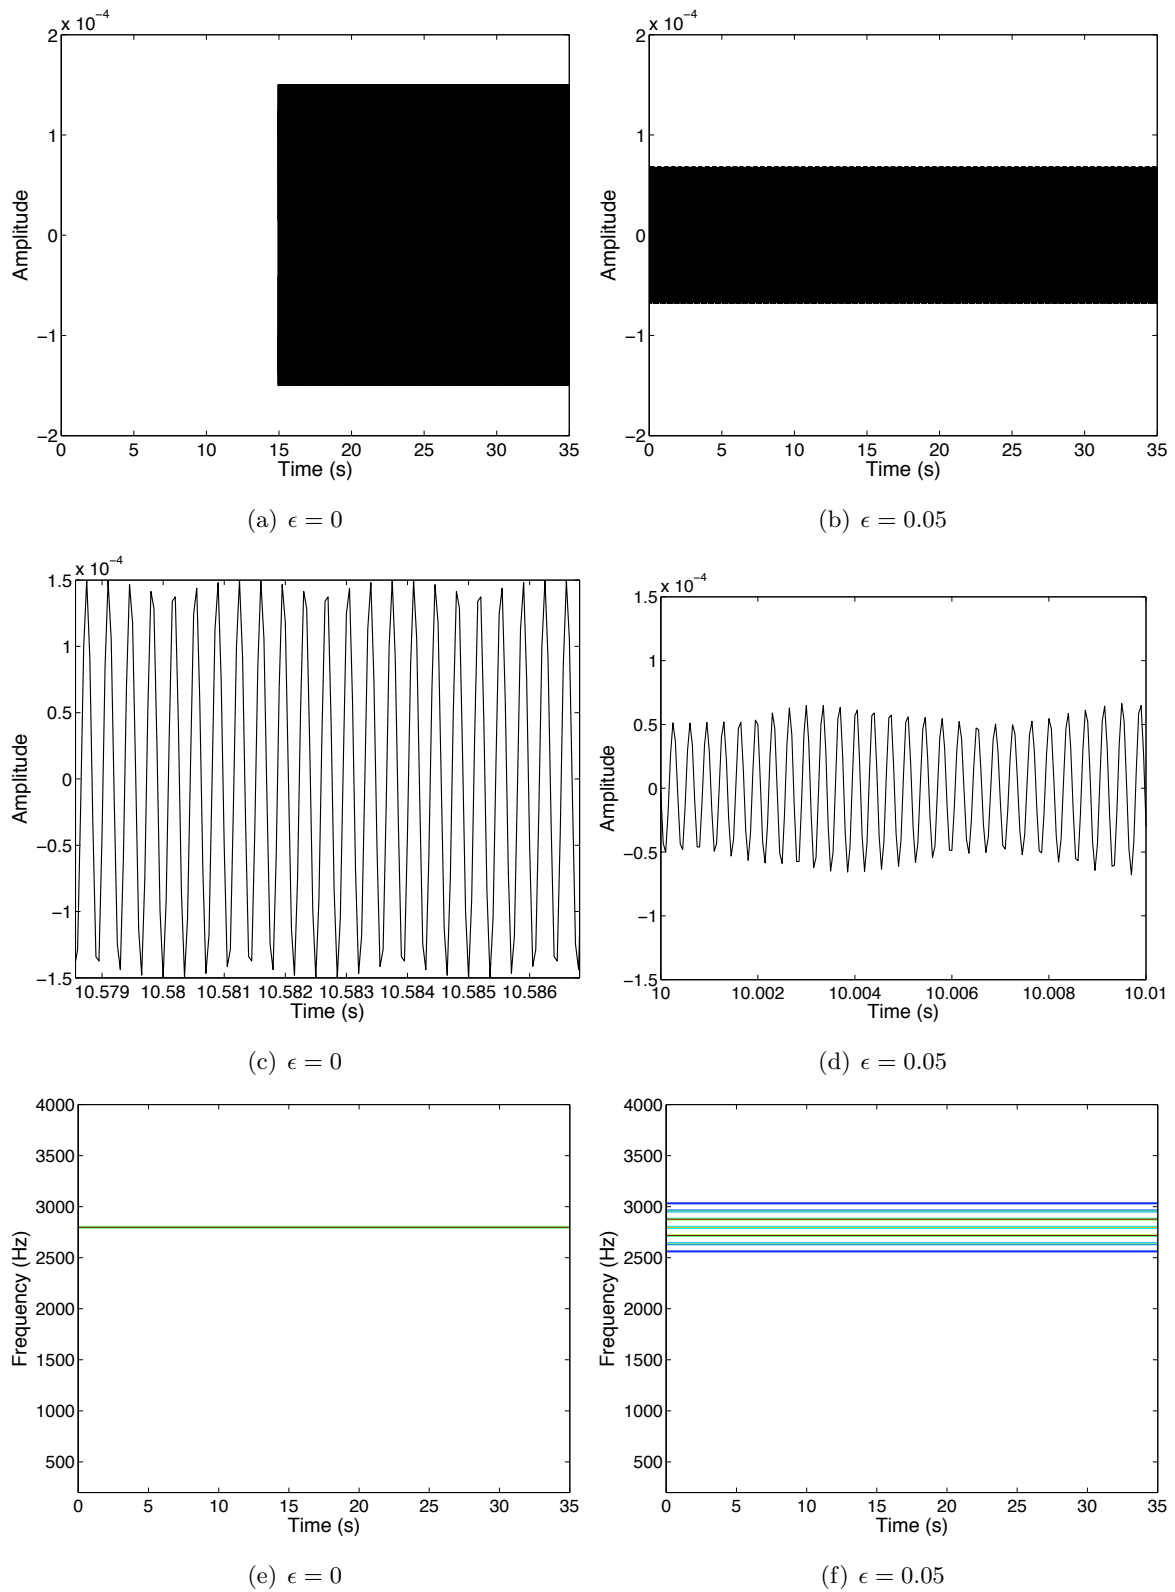 x 10⁻⁴
2
1
0
−1
−2
Amplitude
0 5 10 15 20 25 30 35
Time (s)
(a) ϵ = 0
x 10⁻⁴
2
1
0
−1
−2
Amplitude
0 5 10 15 20 25 30 35
Time (s)
(b) ϵ = 0.05
x 10⁻⁴
1.5
1
0.5
0
−0.5
−1
−1.5
Amplitude
10.579 10.58 10.581 10.582 10.583 10.584 10.585 10.586
Time (s)
(c) ϵ = 0
x 10⁻⁴
1.5
1
0.5
0
−0.5
−1
−1.5
Amplitude
10 10.002 10.004 10.006 10.008 10.01
Time (s)
(d) ϵ = 0.05
4000
3500
3000
2500
2000
1500
1000
500
Frequency (Hz)
0 5 10 15 20 25 30 35
Time (s)
(e) ϵ = 0
4000
3500
3000
2500
2000
1500
1000
500
Frequency (Hz)
0 5 10 15 20 25 30 35
Time (s)
(f) ϵ = 0.05